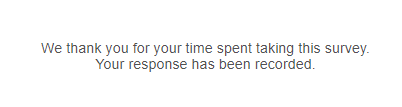 We thank you for your time spent taking this survey.
Your response has been recorded.